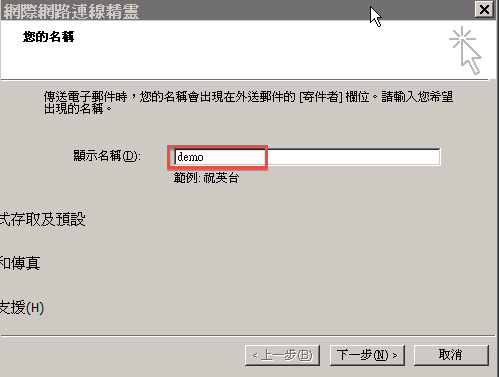 網際網路連線精靈
您的名稱
傳送電子郵件時，您的名稱會出現在外送郵件的 [寄件者] 欄位。請輸入您希望
出現的名稱。
顯示名稱(D): demo
範例: 祝英台
式存取及預設
和傳真
支援(H)
< 上一步(B) 下一步(N) > 取消